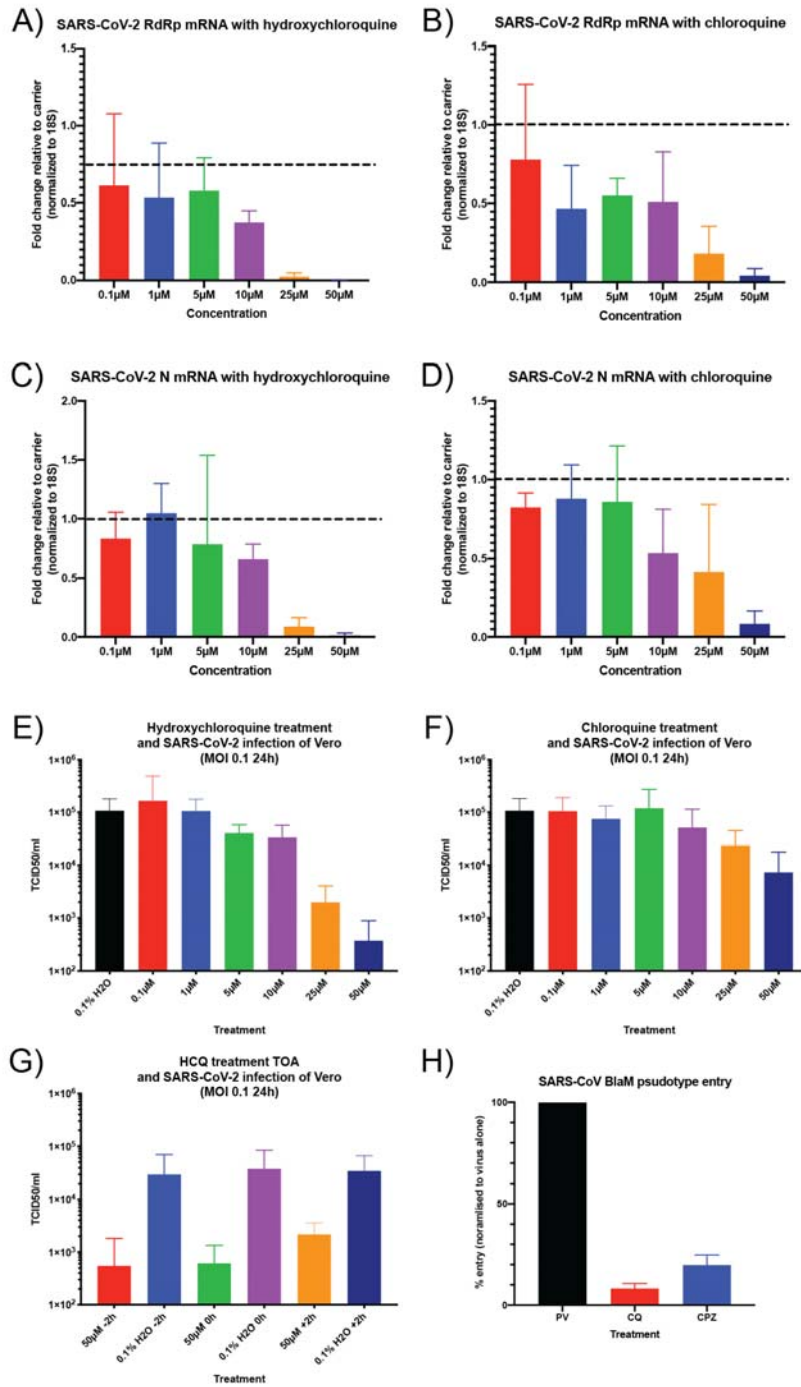 A)
SARS-CoV-2 RdRp mRNA with hydroxychloroquine
Fold change relative to carrier
(normalized to 18S)
1.5
1.0
0.5
0.0
0.1µM 1µM 5µM 10µM 25µM 50µM
Concentration
B)
SARS-CoV-2 RdRp mRNA with chloroquine
Fold change relative to carrier
(normalized to 18S)
1.5
1.0
0.5
0.0
0.1µM 1µM 5µM 10µM 25µM 50µM
Concentration
C)
SARS-CoV-2 N mRNA with hydroxychloroquine
Fold change relative to carrier
(normalized to 18S)
2.0
1.5
1.0
0.5
0.0
0.1µM 1µM 5µM 10µM 25µM 50µM
Concentration
D)
SARS-CoV-2 N mRNA with chloroquine
Fold change relative to carrier
(normalized to 18S)
1.5
1.0
0.5
0.0
0.1µM 1µM 5µM 10µM 25µM 50µM
Concentration
E)
Hydroxychloroquine treatment
and SARS-CoV-2 infection of Vero
(MOI 0.1 24h)
TCID50/ml
1×10⁶
1×10⁵
1×10⁴
1×10³
1×10²
0.1% H2O 0.1µM 1µM 5µM 10µM 25µM 50µM
Treatment
F)
Chloroquine treatment
and SARS-CoV-2 infection of Vero
(MOI 0.1 24h)
TCID50/ml
1×10⁶
1×10⁵
1×10⁴
1×10³
1×10²
0.1% H2O 0.1µM 1µM 5µM 10µM 25µM 50µM
Treatment
G)
HCQ treatment TOA
and SARS-CoV-2 infection of Vero
(MOI 0.1 24h)
TCID50/ml
1×10⁶
1×10⁵
1×10⁴
1×10³
1×10²
50µM -2h 0.1% H2O -2h 50µM 0h 0.1% H2O 0h 50µM +2h 0.1% H2O +2h
Treatment
H)
SARS-CoV BlaM psudotype entry
% entry (noramilised to virus alone)
100
50
0
PV CQ CPZ
Treatment